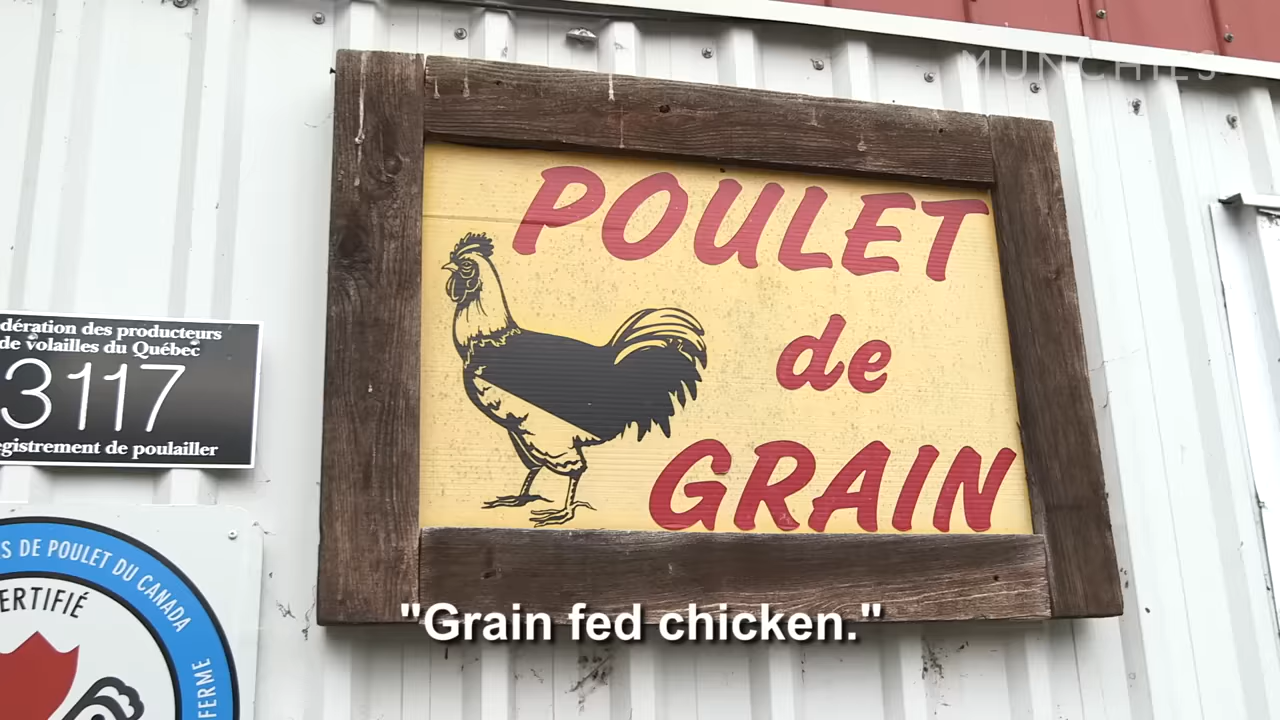 MUNCHIES
POULET
de
GRAIN
dération des producteurs
de volailles du Québec
3117
egistrement de poulailler
S DE POULET DU CANADA
ERTIFIÉ
FERME
"Grain fed chicken."